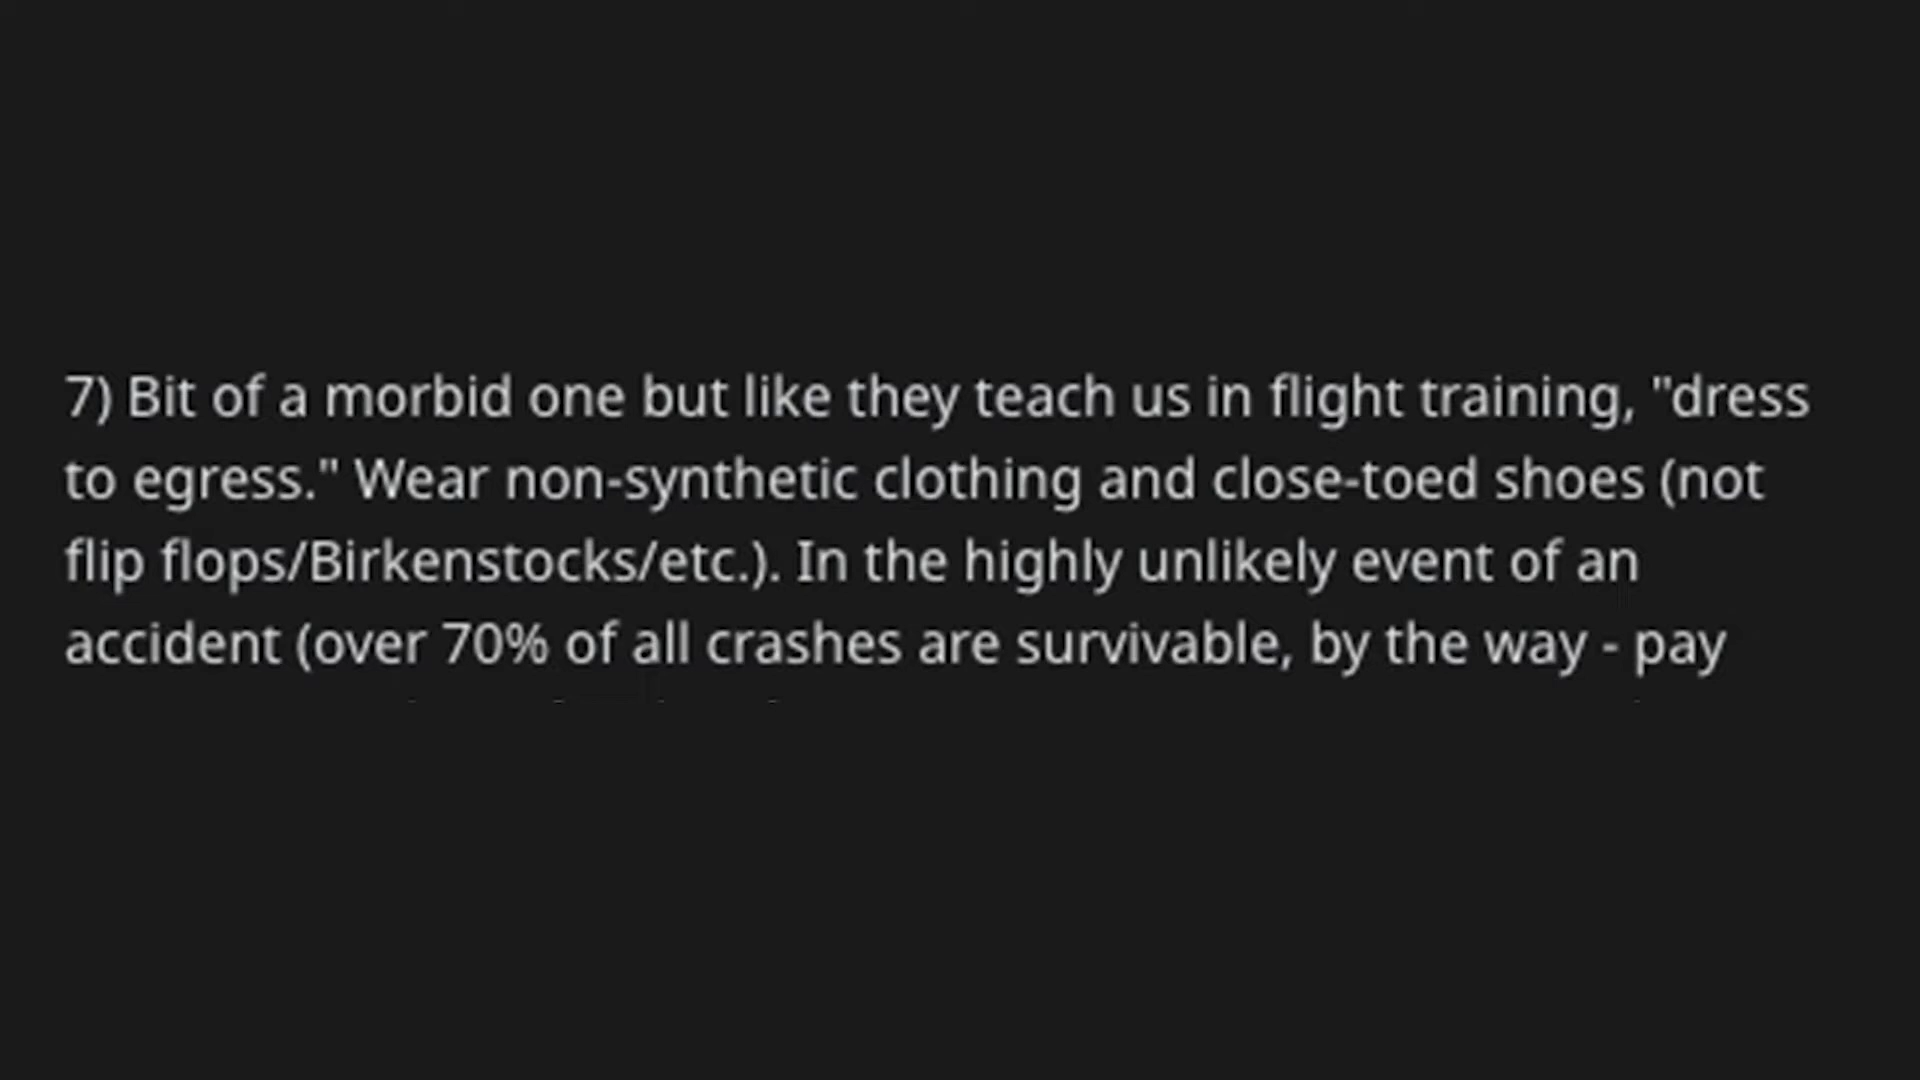 7) Bit of a morbid one but like they teach us in flight training, "dress
to egress." Wear non-synthetic clothing and close-toed shoes (not
flip flops/Birkenstocks/etc.). In the highly unlikely event of an
accident (over 70% of all crashes are survivable, by the way - pay